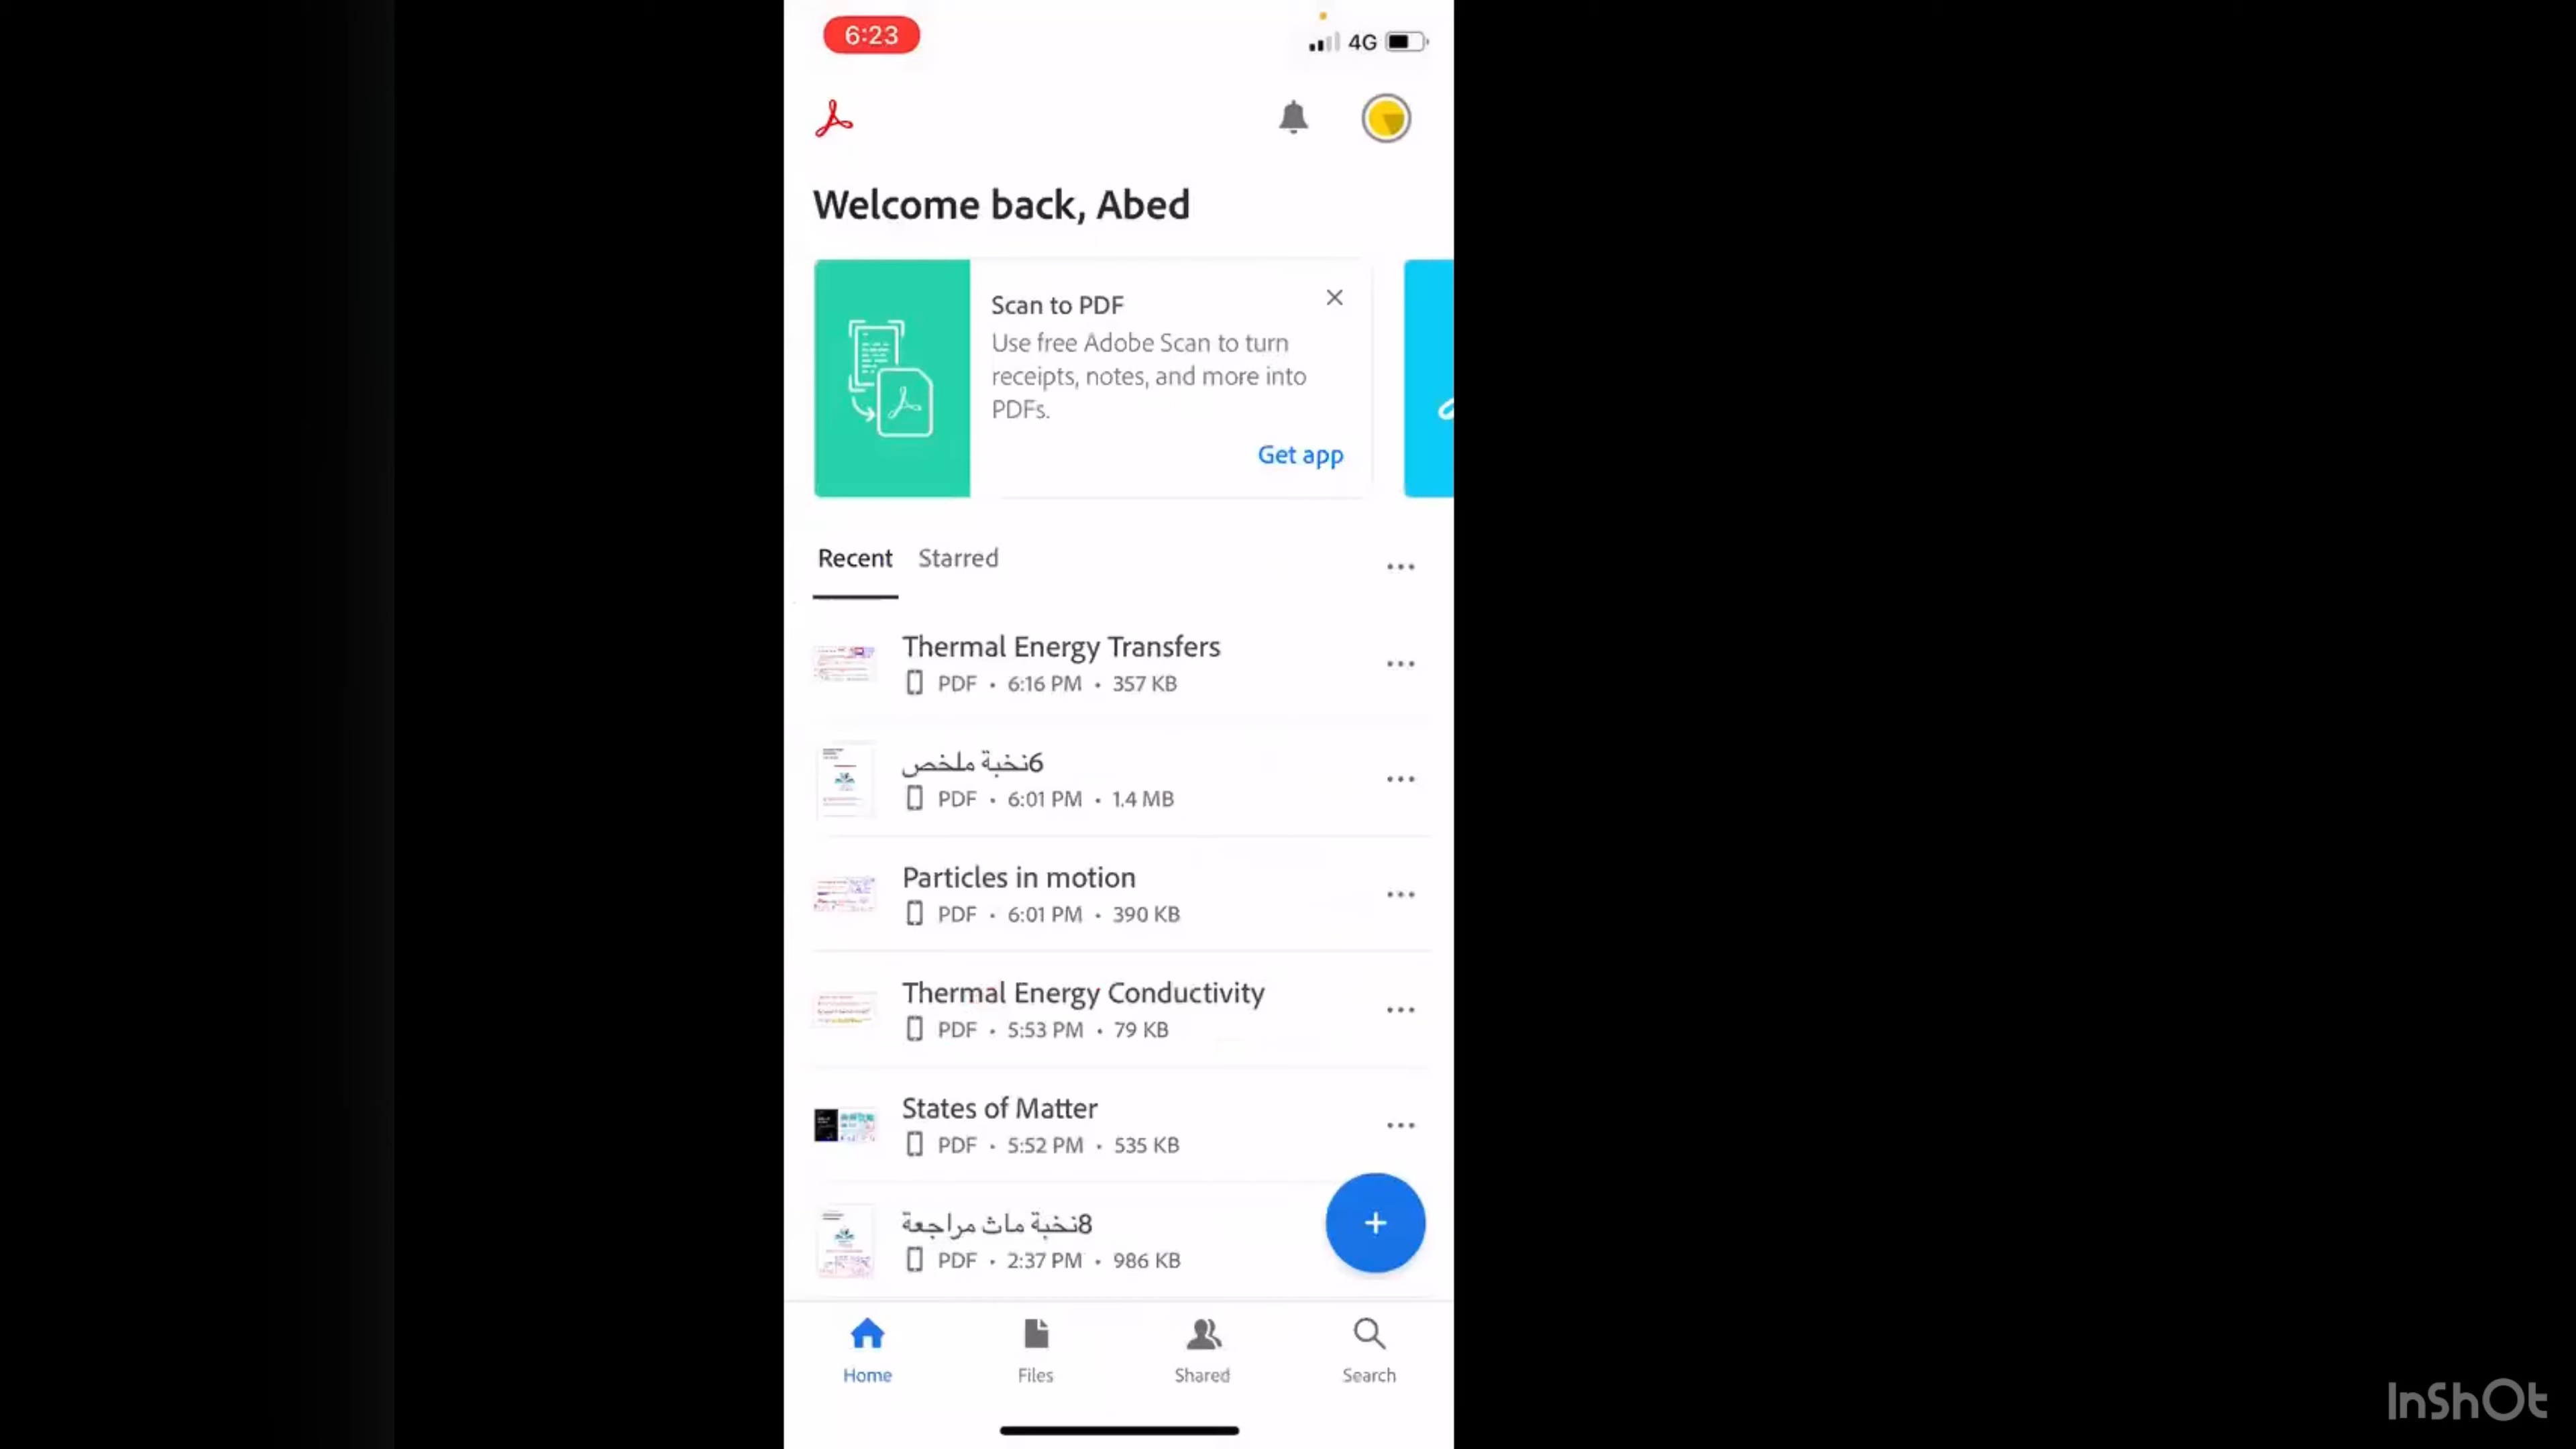 6:23
4G
Welcome back, Abed
Scan to PDF
Use free Adobe Scan to turn
receipts, notes, and more into
PDFs.
Get app
Recent Starred
Thermal Energy Transfers
PDF • 6:16 PM • 357 KB
6نخبة ملخص
PDF • 6:01 PM • 1.4 MB
Particles in motion
PDF • 6:01 PM • 390 KB
Thermal Energy Conductivity
PDF • 5:53 PM • 79 KB
States of Matter
PDF • 5:52 PM • 535 KB
8نخبة ماث مراجعة
PDF • 2:37 PM • 986 KB
Home Files Shared Search
InShOt